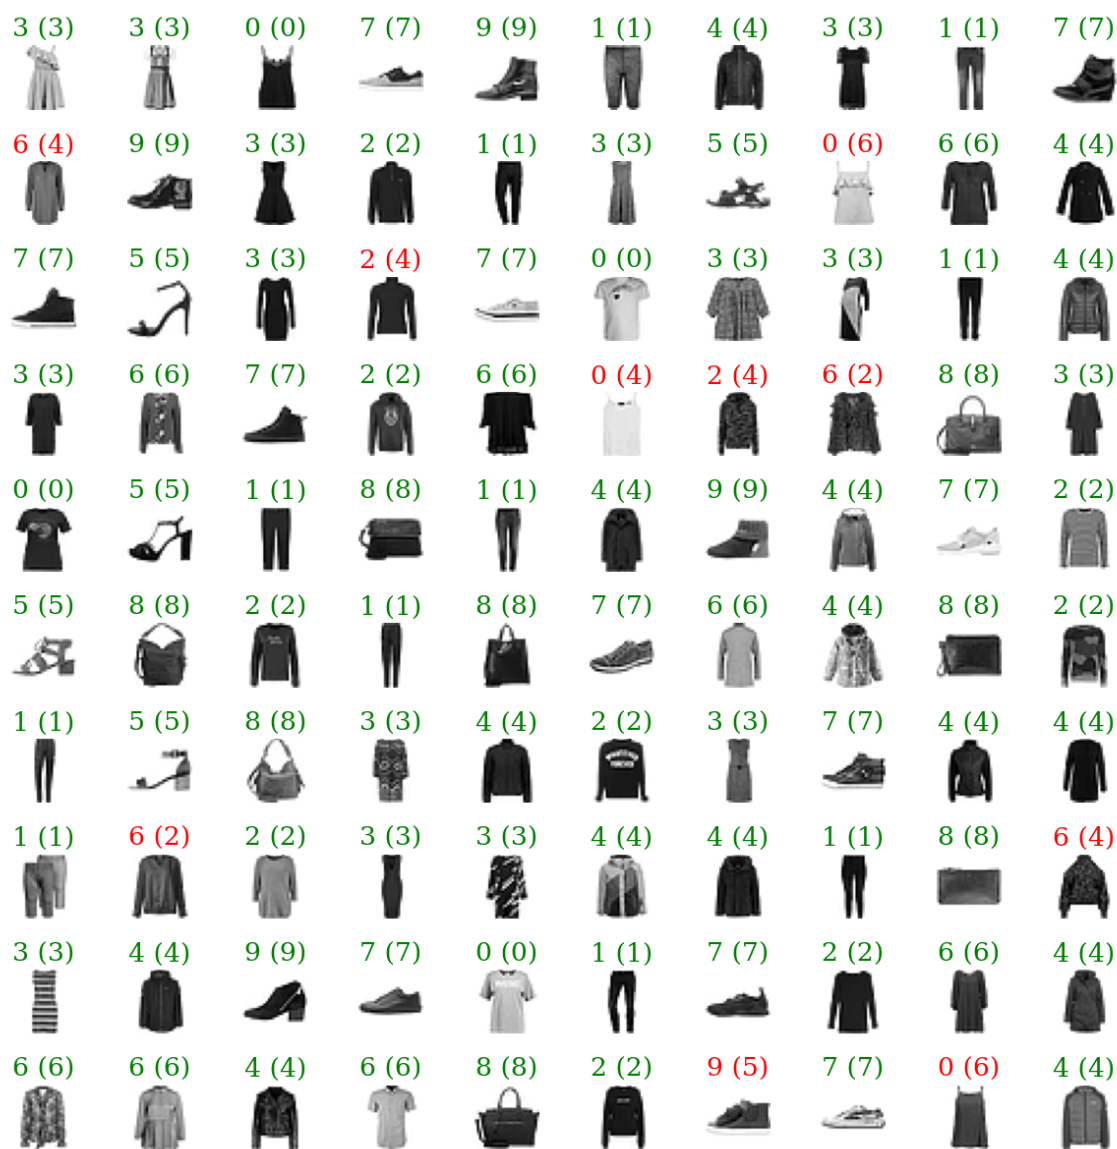 3 (3) 3 (3) 0 (0) 7 (7) 9 (9) 1 (1) 4 (4) 3 (3) 1 (1) 7 (7)
6 (4) 9 (9) 3 (3) 2 (2) 1 (1) 3 (3) 5 (5) 0 (6) 6 (6) 4 (4)
7 (7) 5 (5) 3 (3) 2 (4) 7 (7) 0 (0) 3 (3) 3 (3) 1 (1) 4 (4)
3 (3) 6 (6) 7 (7) 2 (2) 6 (6) 0 (4) 2 (4) 6 (2) 8 (8) 3 (3)
0 (0) 5 (5) 1 (1) 8 (8) 1 (1) 4 (4) 9 (9) 4 (4) 7 (7) 2 (2)
5 (5) 8 (8) 2 (2) 1 (1) 8 (8) 7 (7) 6 (6) 4 (4) 8 (8) 2 (2)
1 (1) 5 (5) 8 (8) 3 (3) 4 (4) 2 (2) 3 (3) 7 (7) 4 (4) 4 (4)
1 (1) 6 (2) 2 (2) 3 (3) 3 (3) 4 (4) 4 (4) 1 (1) 8 (8) 6 (4)
3 (3) 4 (4) 9 (9) 7 (7) 0 (0) 1 (1) 7 (7) 2 (2) 6 (6) 4 (4)
6 (6) 6 (6) 4 (4) 6 (6) 8 (8) 2 (2) 9 (5) 7 (7) 0 (6) 4 (4)